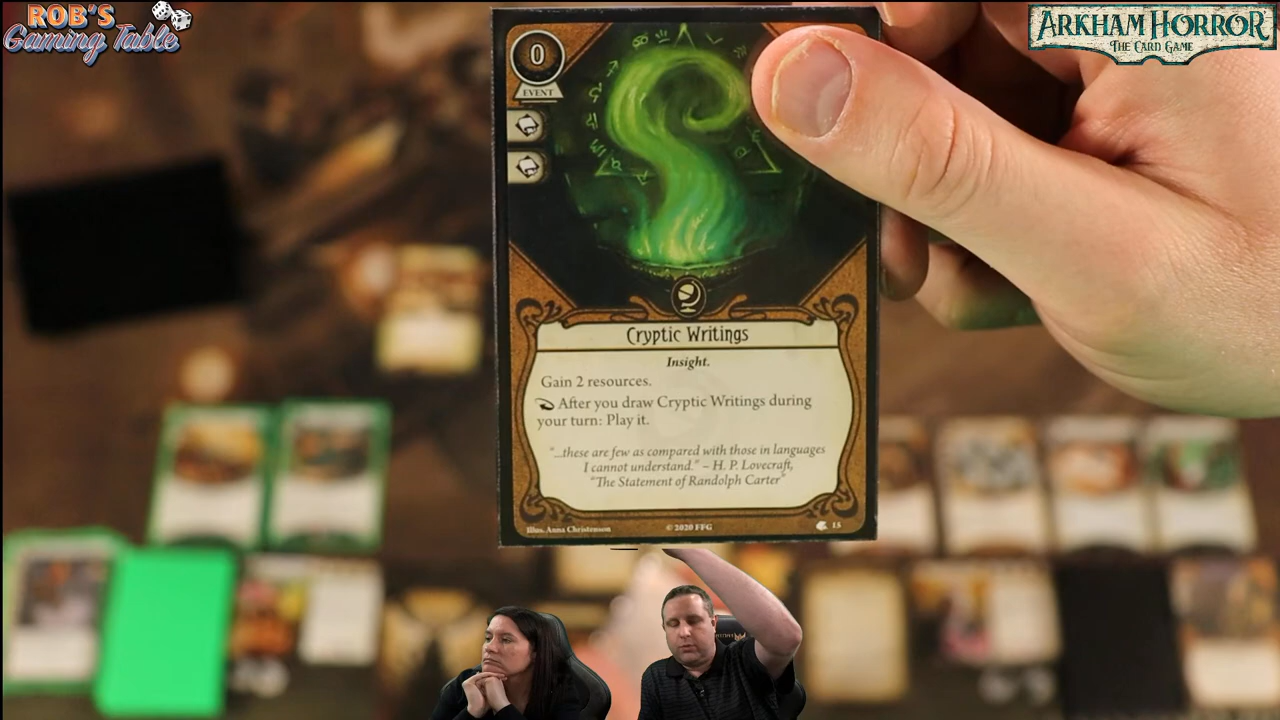 ROB'S
Gaming Table
ARKHAM HORROR
THE CARD GAME
0
EVENT
Cryptic Writings
Insight.
Gain 2 resources.
After you draw Cryptic Writings during
your turn: Play it.
"...these are few as compared with those in languages
I cannot understand." ~ H. P. Lovecraft,
"The Statement of Randolph Carter"
Illus. Anna Christenson
© 2020 FFG
15